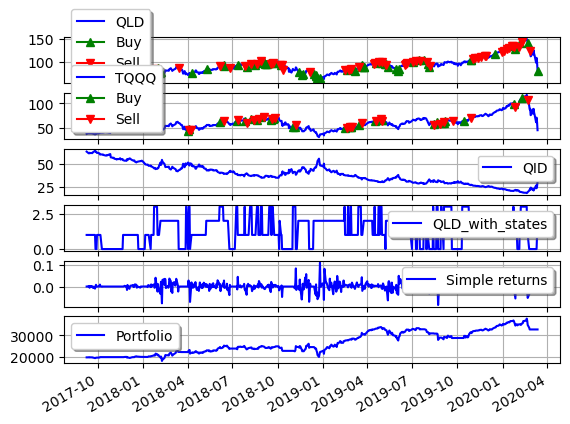 QLD
Buy
Sell
150
100
TQQQ
Buy
Sell
100
50
QID
50
25
QLD_with_states
2.5
0.0
Simple returns
0.1
0.0
Portfolio
30000
20000
2017-10 2018-01 2018-04 2018-07 2018-10 2019-01 2019-04 2019-07 2019-10 2020-01 2020-04